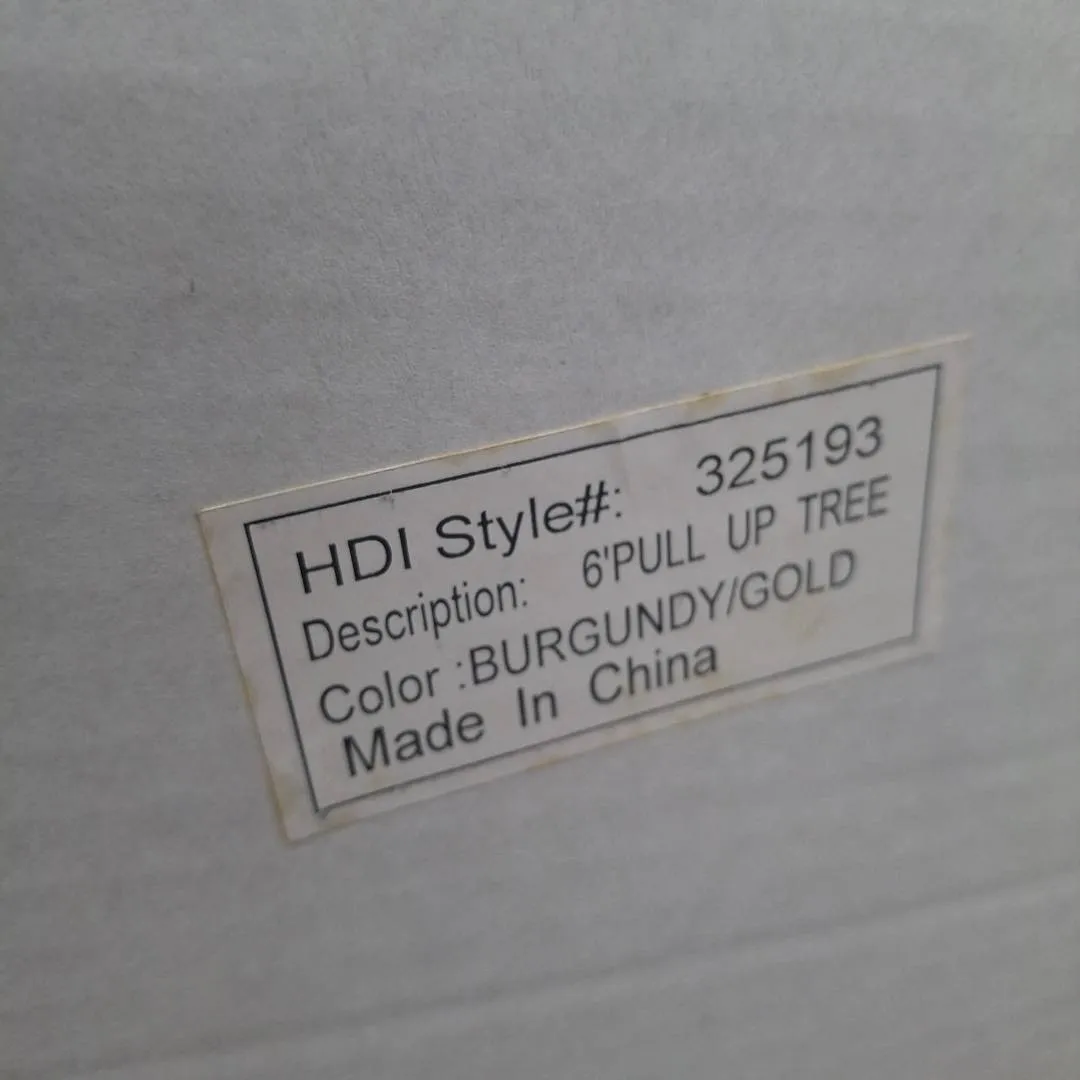 HDI Style#: 325193
Description: 6'PULL UP TREE
Color :BURGUNDY/GOLD
Made In China